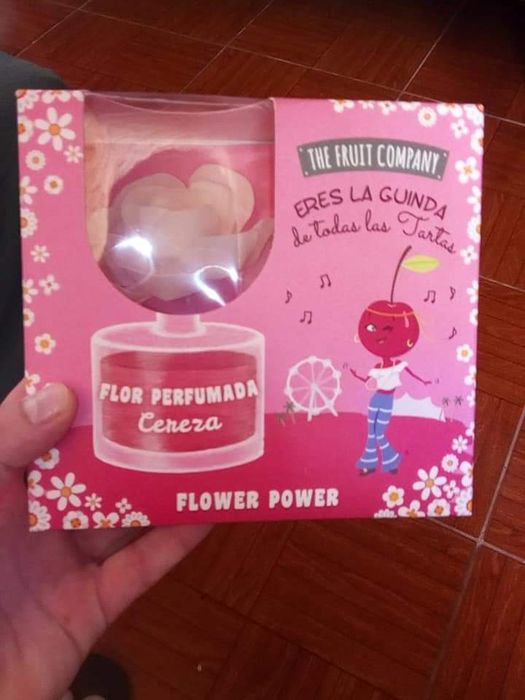 THE FRUIT COMPANY
ERES LA GUINDA
de todas las Tartas
FLOR PERFUMADA
Cereza
FLOWER POWER